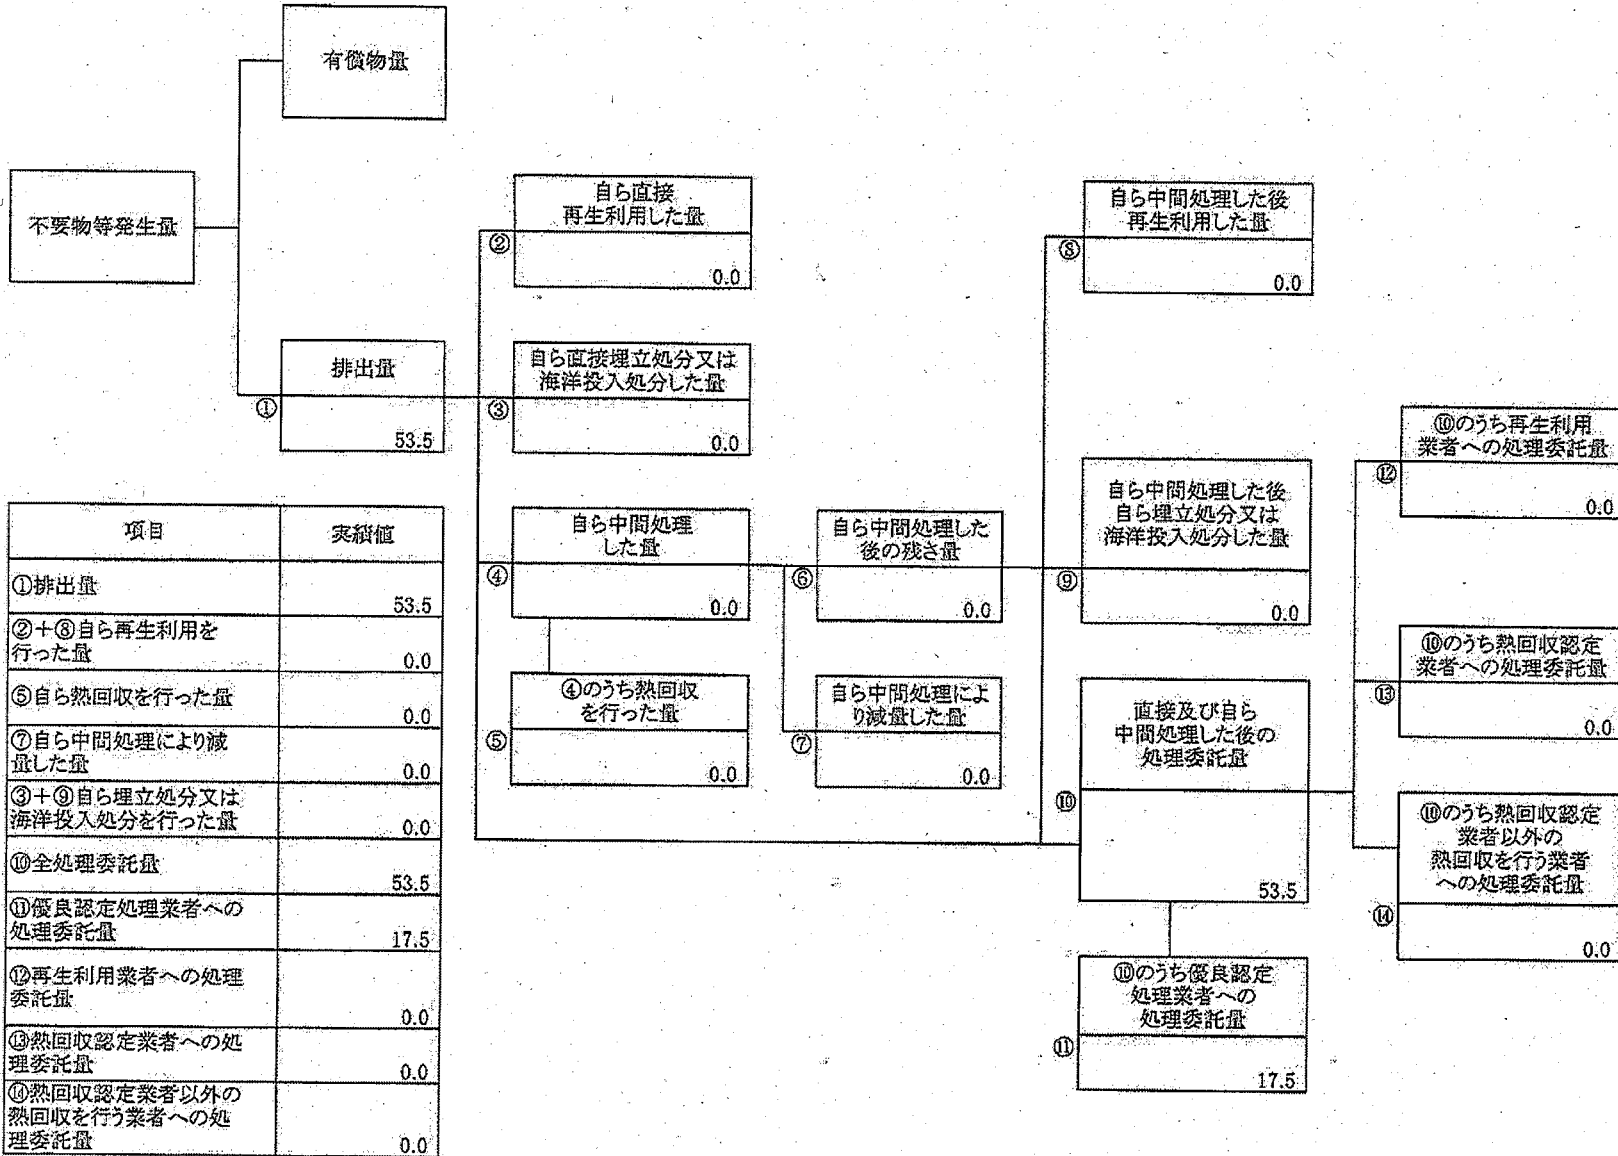 有償物量
不要物等発生量
①
排出量
53.5
②
自ら直接
再生利用した量
0.0
③
自ら直接埋立処分又は
海洋投入処分した量
0.0
④
自ら中間処理
した量
0.0
⑤
④のうち熱回収
を行った量
0.0
⑥
自ら中間処理した
後の残さ量
0.0
⑦
自ら中間処理によ
り減量した量
0.0
⑧
自ら中間処理した後
再生利用した量
0.0
⑨
自ら中間処理した後
自ら埋立処分又は
海洋投入処分した量
0.0
⑩
直接及び自ら
中間処理した後の
処理委託量
53.5
⑪
⑩のうち優良認定
処理業者への
処理委託量
17.5
⑫
⑩のうち再生利用
業者への処理委託量
0.0
⑬
⑩のうち熱回収認定
業者への処理委託量
0.0
⑭
⑩のうち熱回収認定
業者以外の
熱回収を行う業者
への処理委託量
0.0
項目 実績値
①排出量
53.5
②+⑧自ら再生利用を
行った量 0.0
⑤自ら熱回収を行った量
0.0
⑦自ら中間処理により減
量した量 0.0
③+⑨自ら埋立処分又は
海洋投入処分を行った量 0.0
⑩全処理委託量
53.5
⑪優良認定処理業者への
処理委託量 17.5
⑫再生利用業者への処理
委託量
0.0
⑬熱回収認定業者への処
理委託量 0.0
⑭熱回収認定業者以外の
熱回収を行う業者への処
理委託量 0.0